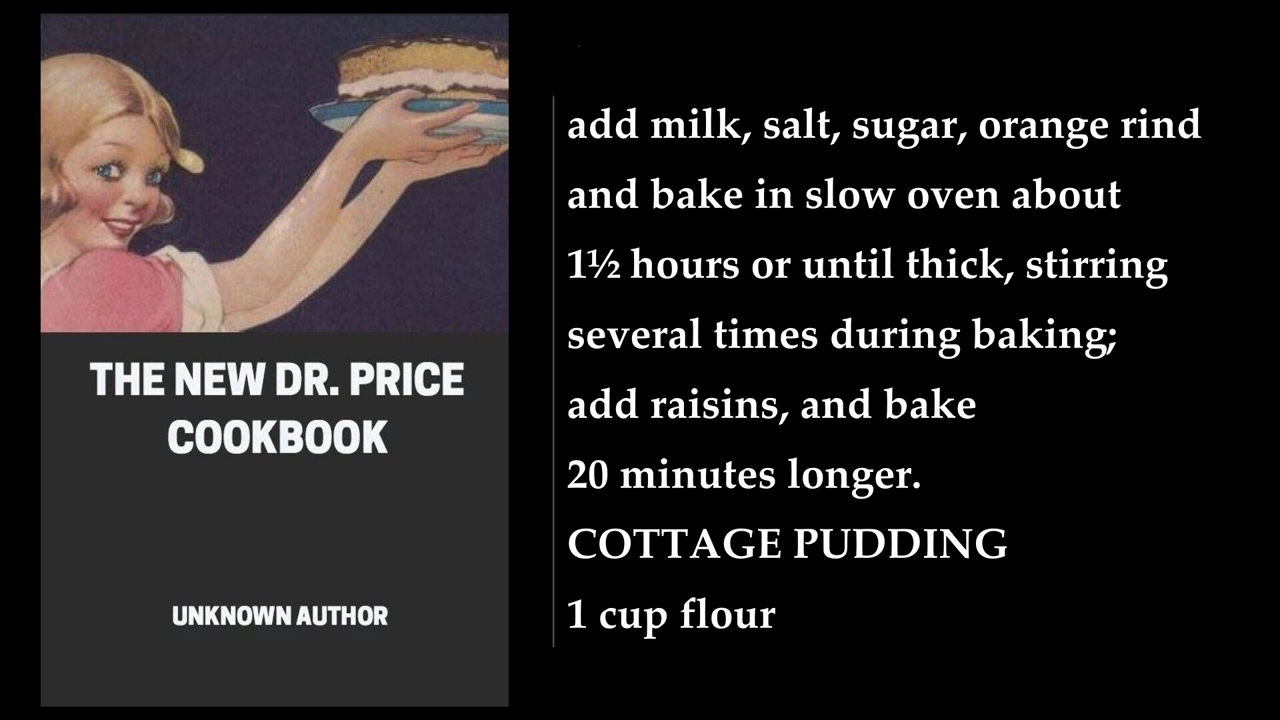 THE NEW DR. PRICE
COOKBOOK
UNKNOWN AUTHOR
add milk, salt, sugar, orange rind
and bake in slow oven about
1½ hours or until thick, stirring
several times during baking;
add raisins, and bake
20 minutes longer.
COTTAGE PUDDING
1 cup flour